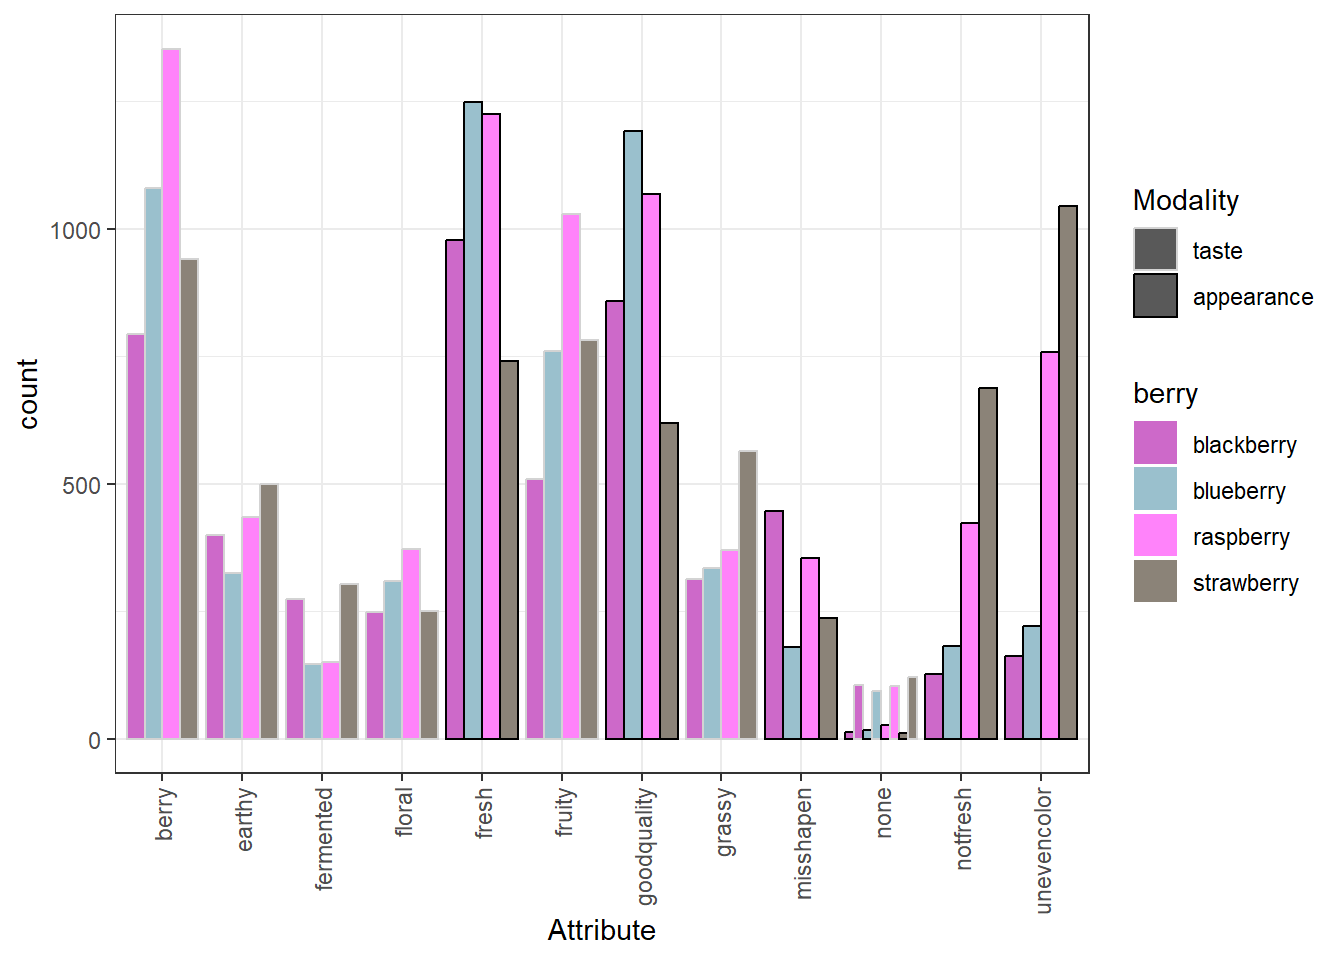 count
1000
500
0
berry
earthy
fermented
floral
fresh
fruity
goodquality
grassy
misshapen
none
notfresh
unevencolor
Attribute
Modality
taste
appearance
berry
blackberry
blueberry
raspberry
strawberry